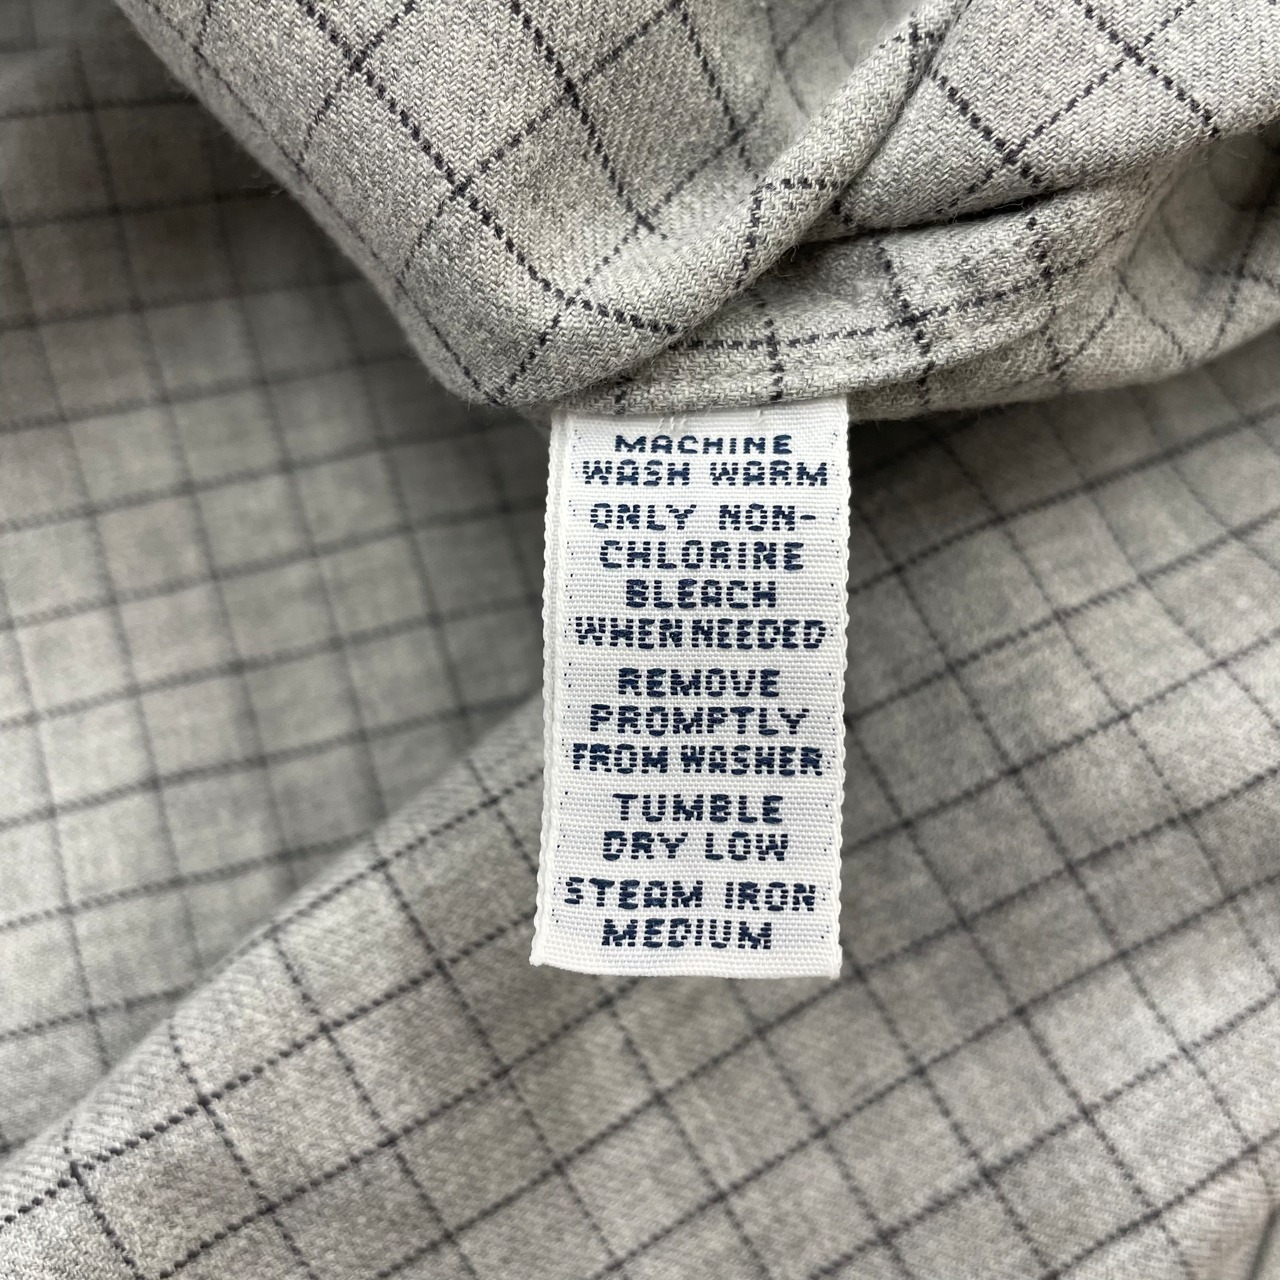 MACHINE
WASH WARM
ONLY NON-
CHLORINE
BLEACH
WHEN NEEDED
REMOVE
PROMPTLY
FROM WASHER
TUMBLE
DRY LOW
STEAM IRON
MEDIUM